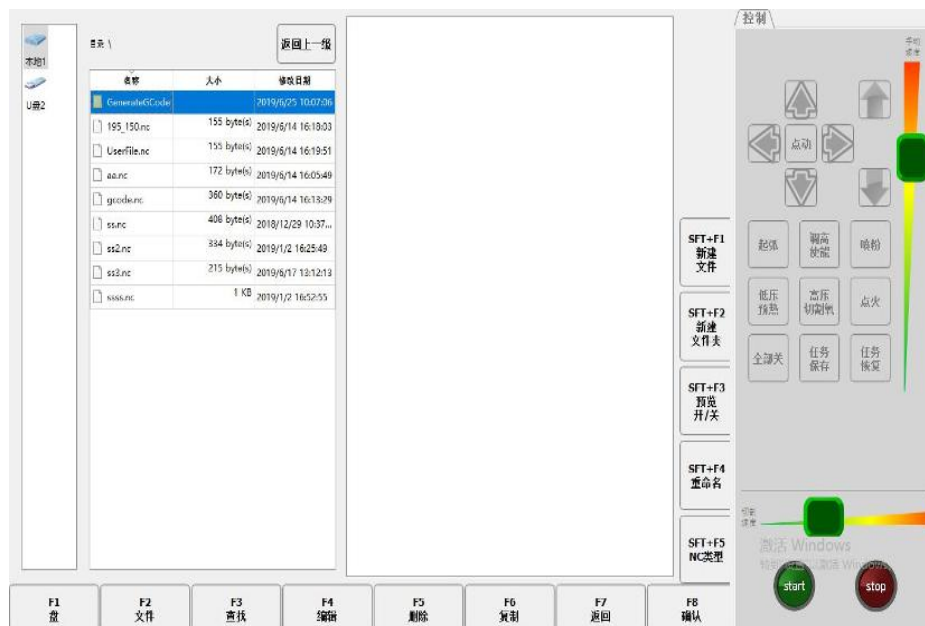 本地1
U盘2
目录 \
返回上一级
名称 大小 修改日期
GenerateGCode 2019/6/25 10:07:06
195_150.nc 155 byte(s) 2019/6/14 16:18:03
UserFile.nc 155 byte(s) 2019/6/14 16:19:51
aa.nc 172 byte(s) 2019/6/14 16:05:49
gcode.nc 360 byte(s) 2019/6/14 16:13:29
ss.nc 408 byte(s) 2018/12/29 10:37...
ss2.nc 334 byte(s) 2019/1/2 16:25:49
ss3.nc 215 byte(s) 2019/6/17 13:12:13
ssss.nc 1 KB 2019/1/2 16:52:55
SFT+F1
新建
文件
SFT+F2
新建
文件夹
SFT+F3
预览
开/关
SFT+F4
重命名
SFT+F5
NC类型
控制
手动
速度
点动
起弧
调高
使能
喷粉
低压
预热
高压
切割氧
点火
全部关
任务
保存
任务
恢复
切割
速度
激活 Windows
start
stop
F1
盘
F2
文件
F3
查找
F4
编辑
F5
删除
F6
复制
F7
返回
F8
确认